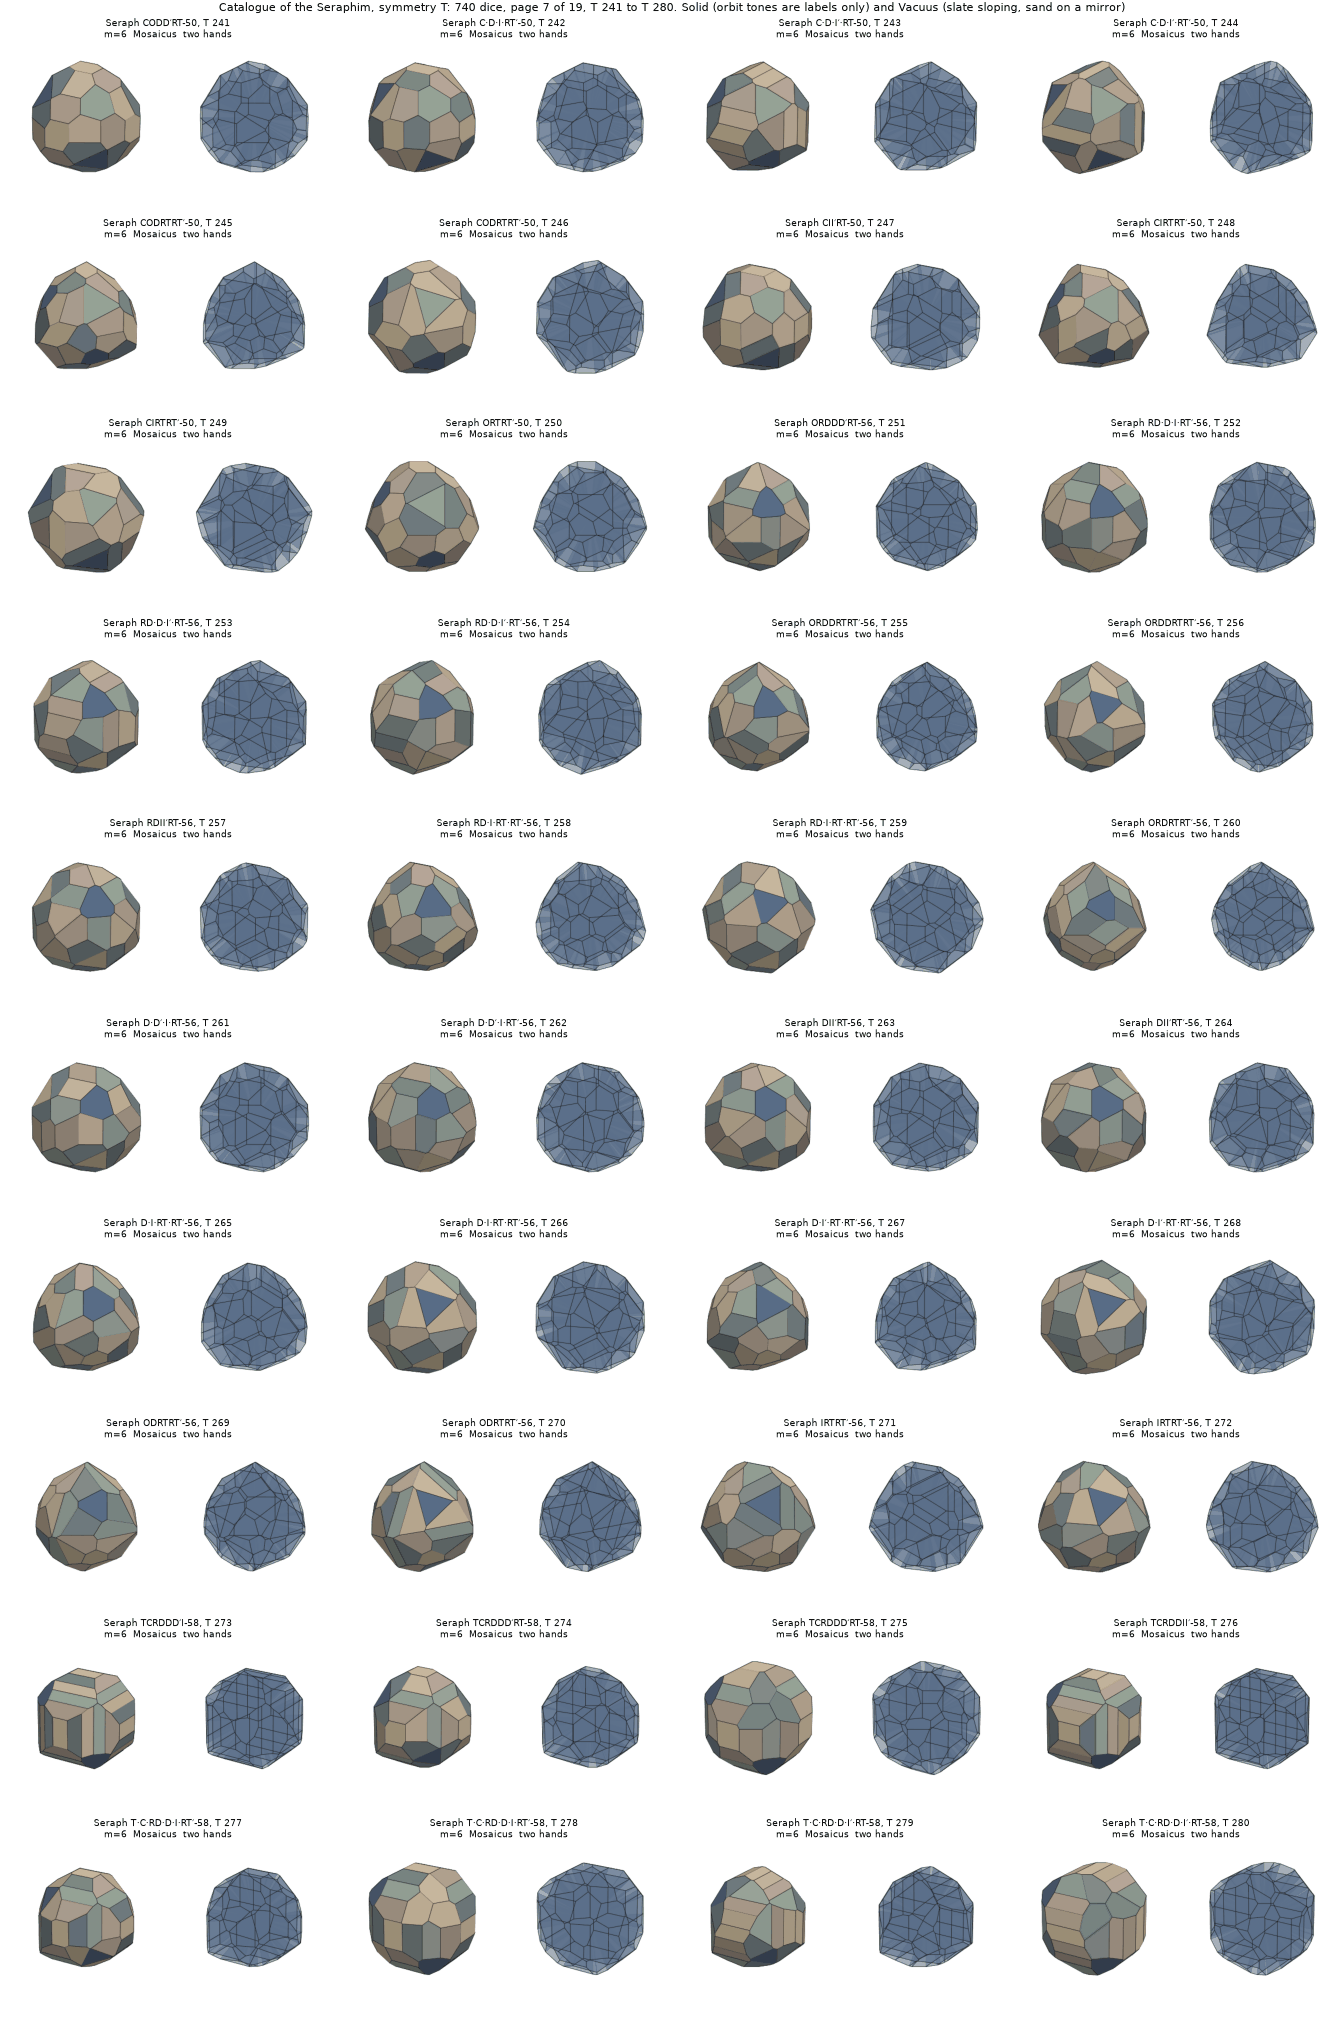 Catalogue of the Seraphim, symmetry T: 740 dice, page 7 of 19, T 241 to T 280. Solid (orbit tones are labels only) and Vacuus (slate sloping, sand on a mirror)
Seraph CODD′RT-50, T 241
m=6 Mosaicus two hands
Seraph C·D·I·RT′-50, T 242
m=6 Mosaicus two hands
Seraph C·D·I′·RT-50, T 243
m=6 Mosaicus two hands
Seraph C·D·I′·RT′-50, T 244
m=6 Mosaicus two hands
Seraph CODRTRT′-50, T 245
m=6 Mosaicus two hands
Seraph CODRTRT′-50, T 246
m=6 Mosaicus two hands
Seraph CII′RT-50, T 247
m=6 Mosaicus two hands
Seraph CIRTRT′-50, T 248
m=6 Mosaicus two hands
Seraph CIRTRT′-50, T 249
m=6 Mosaicus two hands
Seraph ORTRT′-50, T 250
m=6 Mosaicus two hands
Seraph ORDDD′RT-56, T 251
m=6 Mosaicus two hands
Seraph RD·D·I·RT′-56, T 252
m=6 Mosaicus two hands
Seraph RD·D·I′·RT-56, T 253
m=6 Mosaicus two hands
Seraph RD·D·I′·RT′-56, T 254
m=6 Mosaicus two hands
Seraph ORDDRTRT′-56, T 255
m=6 Mosaicus two hands
Seraph ORDDRTRT′-56, T 256
m=6 Mosaicus two hands
Seraph RDII′RT-56, T 257
m=6 Mosaicus two hands
Seraph RD·I·RT·RT′-56, T 258
m=6 Mosaicus two hands
Seraph RD·I·RT·RT′-56, T 259
m=6 Mosaicus two hands
Seraph ORDRTRT′-56, T 260
m=6 Mosaicus two hands
Seraph D·D′·I·RT-56, T 261
m=6 Mosaicus two hands
Seraph D·D′·I·RT′-56, T 262
m=6 Mosaicus two hands
Seraph DII′RT-56, T 263
m=6 Mosaicus two hands
Seraph DII′RT′-56, T 264
m=6 Mosaicus two hands
Seraph D·I·RT·RT′-56, T 265
m=6 Mosaicus two hands
Seraph D·I·RT·RT′-56, T 266
m=6 Mosaicus two hands
Seraph D·I′·RT·RT′-56, T 267
m=6 Mosaicus two hands
Seraph D·I′·RT·RT′-56, T 268
m=6 Mosaicus two hands
Seraph ODRTRT′-56, T 269
m=6 Mosaicus two hands
Seraph ODRTRT′-56, T 270
m=6 Mosaicus two hands
Seraph IRTRT′-56, T 271
m=6 Mosaicus two hands
Seraph IRTRT′-56, T 272
m=6 Mosaicus two hands
Seraph TCRDDD′I-58, T 273
m=6 Mosaicus two hands
Seraph TCRDDD′RT-58, T 274
m=6 Mosaicus two hands
Seraph TCRDDD′RT-58, T 275
m=6 Mosaicus two hands
Seraph TCRDDII′-58, T 276
m=6 Mosaicus two hands
Seraph T·C·RD·D·I·RT′-58, T 277
m=6 Mosaicus two hands
Seraph T·C·RD·D·I·RT′-58, T 278
m=6 Mosaicus two hands
Seraph T·C·RD·D·I′·RT-58, T 279
m=6 Mosaicus two hands
Seraph T·C·RD·D·I′·RT-58, T 280
m=6 Mosaicus two hands